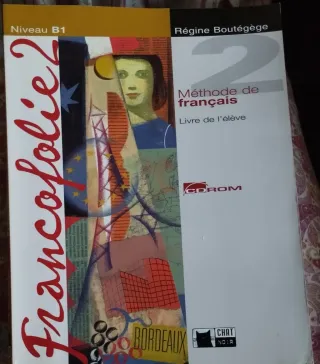 Niveau B1
Régine Boutégège
Francofolie 2
2
Méthode de
français
Livre de l'élève
CD-ROM
BORDEAUX
CHAT
NOIR